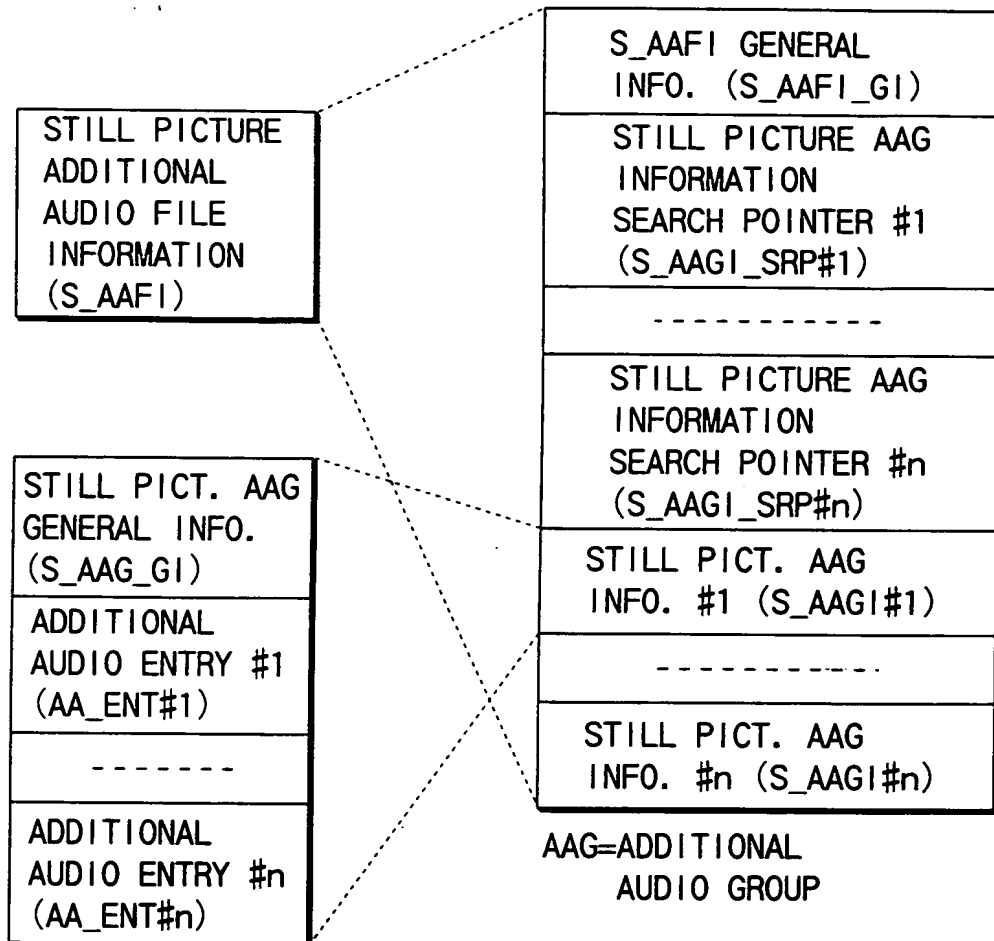 STILL PICTURE
ADDITIONAL
AUDIO FILE
INFORMATION
(S_AAFI)
S_AAFI GENERAL
INFO. (S_AAFI_GI)
STILL PICTURE AAG
INFORMATION
SEARCH POINTER #1
(S_AAGI_SRP#1)
STILL PICTURE AAG
INFORMATION
SEARCH POINTER #n
(S_AAGI_SRP#n)
STILL PICT. AAG
INFO. #1 (S_AAGI#1)
STILL PICT. AAG
INFO. #n (S_AAGI#n)
STILL PICT. AAG
GENERAL INFO.
(S_AAG_GI)
ADDITIONAL
AUDIO ENTRY #1
(AA_ENT#1)
ADDITIONAL
AUDIO ENTRY #n
(AA_ENT#n)
AAG=ADDITIONAL
AUDIO GROUP